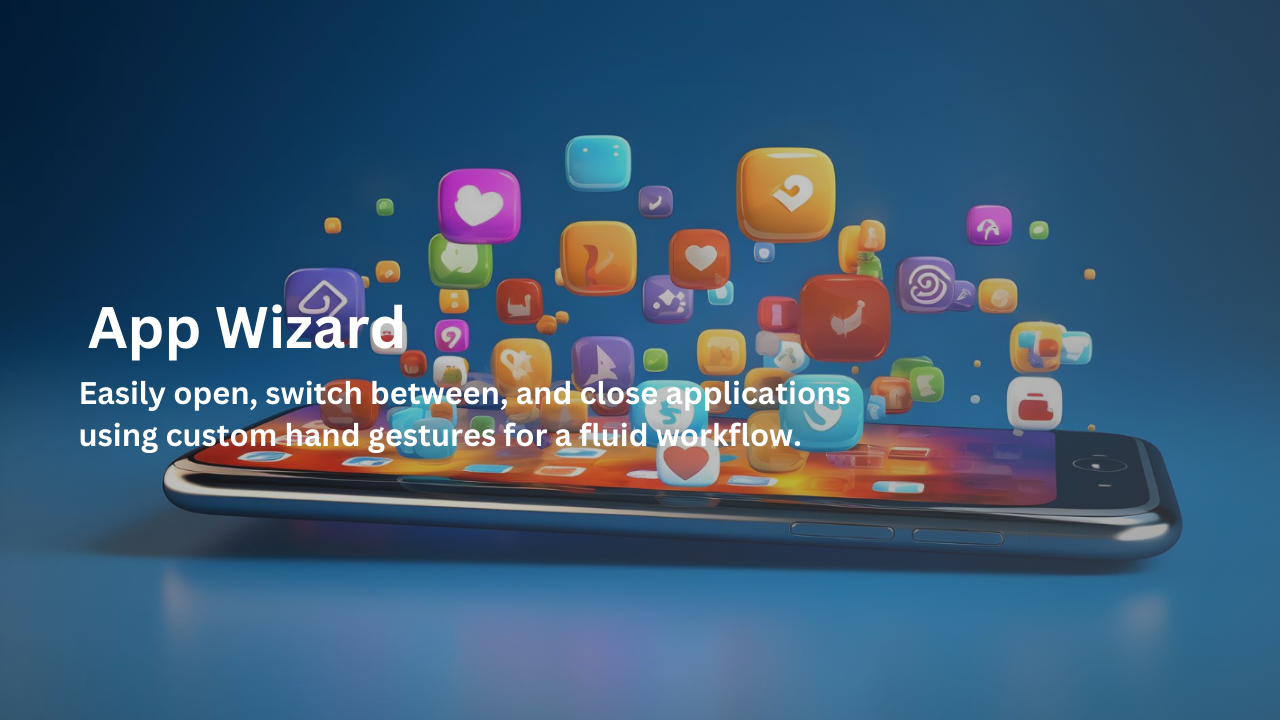 App Wizard
Easily open, switch between, and close applications
using custom hand gestures for a fluid workflow.